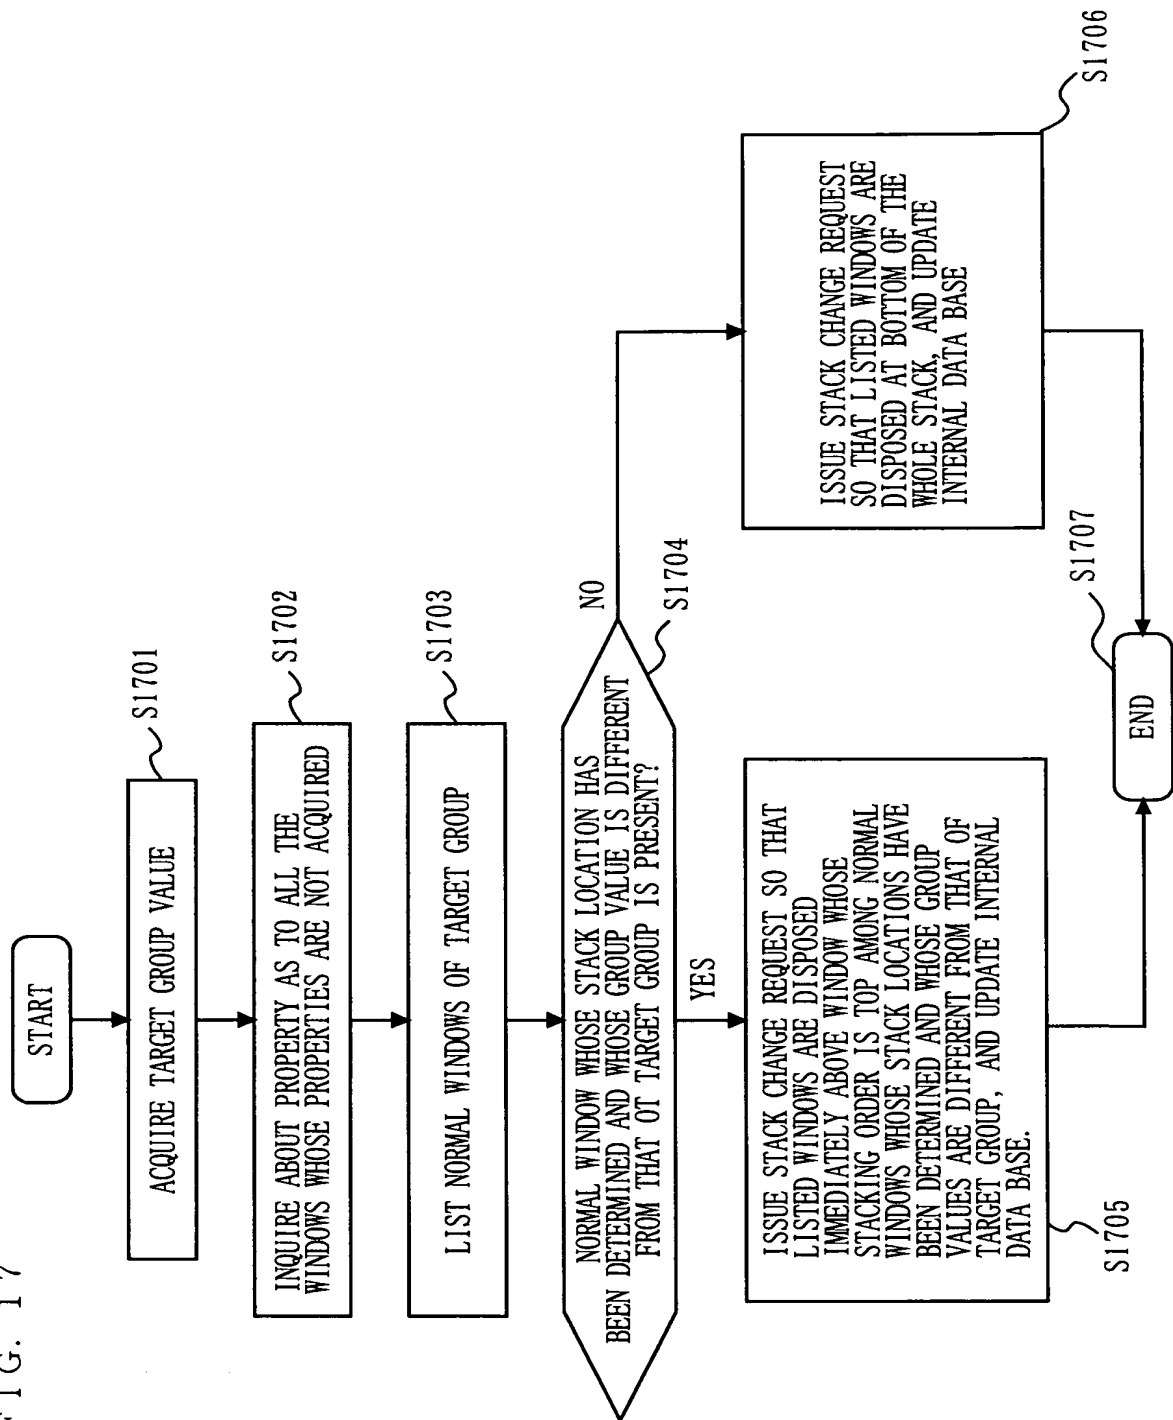 FIG. 17
START
ACQUIRE TARGET GROUP VALUE
S1701
INQUIRE ABOUT PROPERTY AS TO ALL THE
WINDOWS WHOSE PROPERTIES ARE NOT ACQUIRED
S1702
LIST NORMAL WINDOWS OF TARGET GROUP
S1703
NORMAL WINDOW WHOSE STACK LOCATION HAS
BEEN DETERMINED AND WHOSE GROUP VALUE IS DIFFERENT
FROM THAT OT TARGET GROUP IS PRESENT?
S1704
NO
YES
ISSUE STACK CHANGE REQUEST SO THAT
LISTED WINDOWS ARE DISPOSED
IMMEDIATELY ABOVE WINDOW WHOSE
STACKING ORDER IS TOP AMONG NORMAL
WINDOWS WHOSE STACK LOCATIONS HAVE
BEEN DETERMINED AND WHOSE GROUP
VALUES ARE DIFFERENT FROM THAT OF
TARGET GROUP, AND UPDATE INTERNAL
DATA BASE.
S1705
ISSUE STACK CHANGE REQUEST
SO THAT LISTED WINDOWS ARE
DISPOSED AT BOTTOM OF THE
WHOLE STACK, AND UPDATE
INTERNAL DATA BASE
S1706
END
S1707